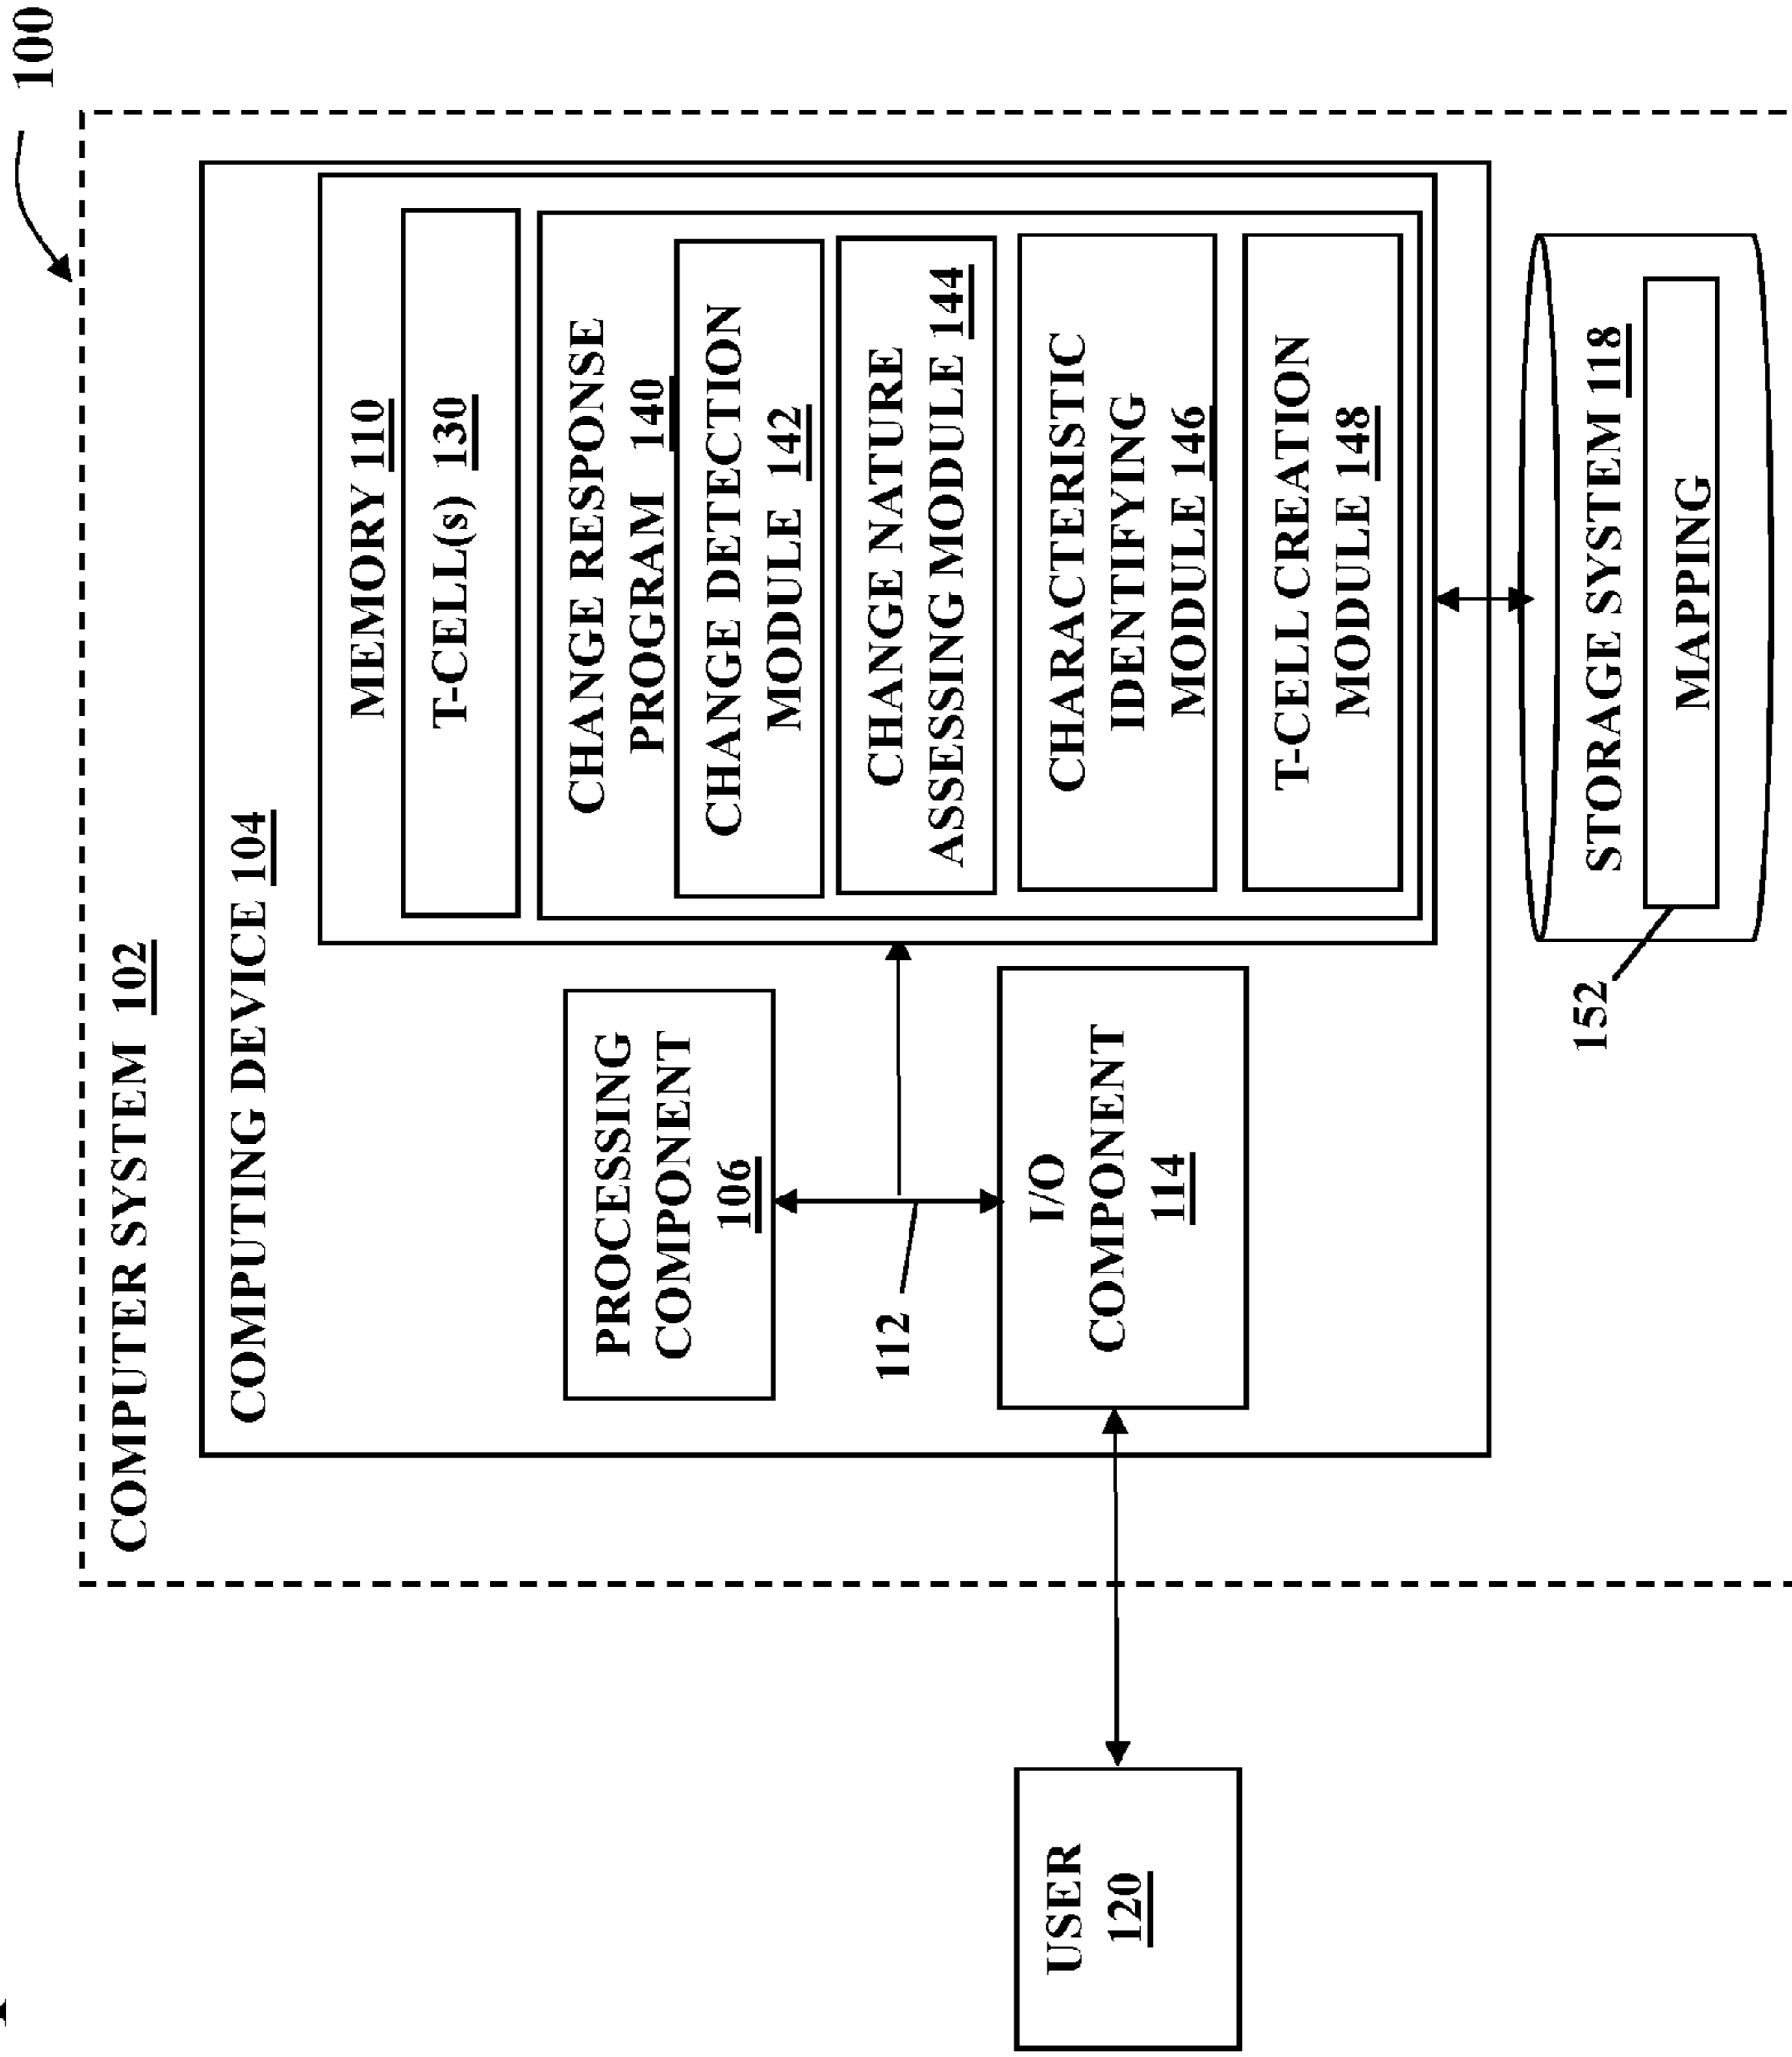 100
COMPUTER SYSTEM 102
COMPUTING DEVICE 104
MEMORY 110
T-CELL(s) 130
CHANGE RESPONSE
PROGRAM 140
CHANGE DETECTION
MODULE 142
CHANGE NATURE
ASSESSING MODULE 144
CHARACTERISTIC
IDENTIFYING
MODULE 146
T-CELL CREATION
MODULE 148
PROCESSING
COMPONENT
106
112
I/O
COMPONENT
114
USER
120
STORAGE SYSTEM 118
MAPPING
152